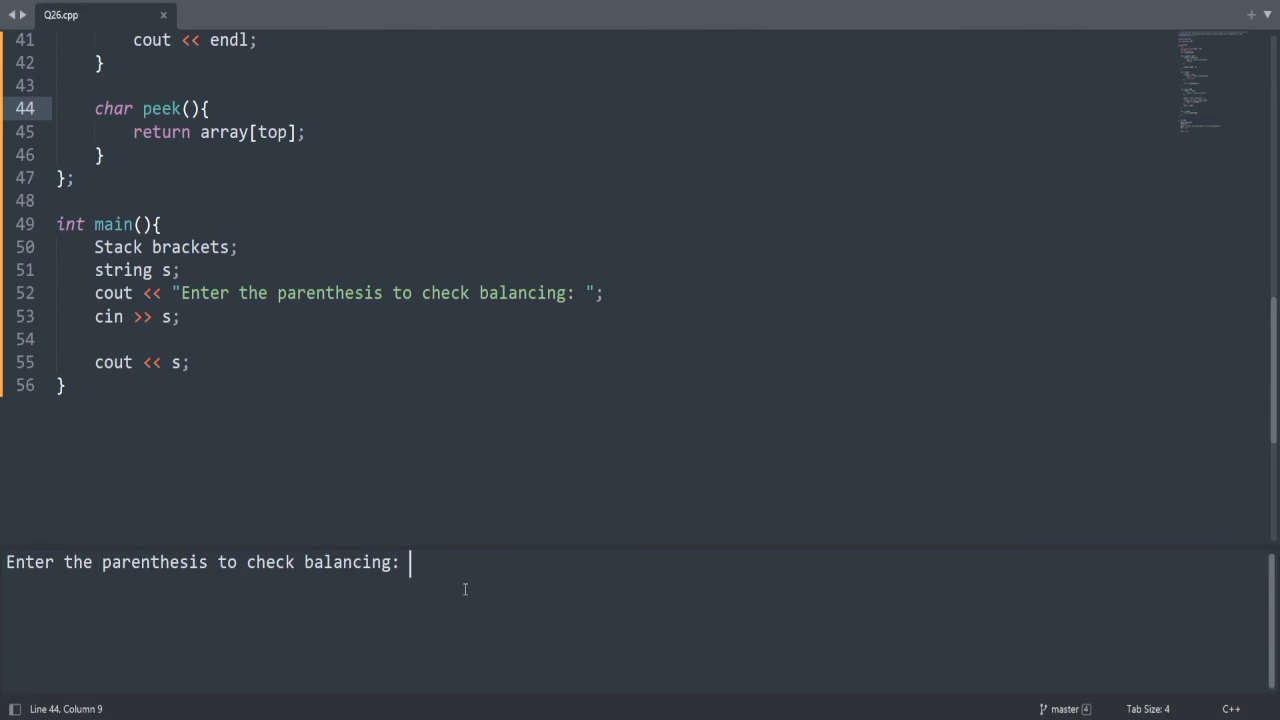 Q26.cpp
41 cout << endl;
42 }
43
44 char peek(){
45 return array[top];
46 }
47 };
48
49 int main(){
50 Stack brackets;
51 string s;
52 cout << "Enter the parenthesis to check balancing: ";
53 cin >> s;
54
55 cout << s;
56 }
Enter the parenthesis to check balancing:
Line 44, Column 9 master 4 Tab Size: 4 C++